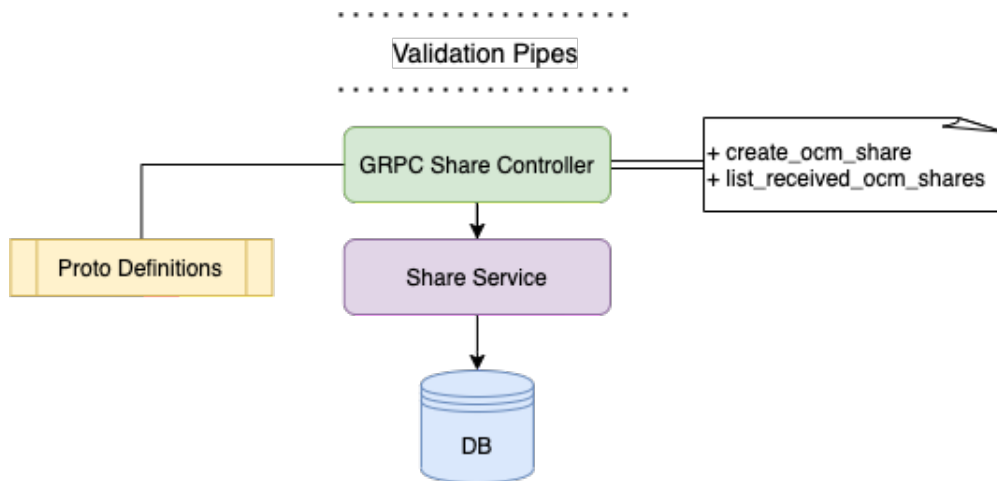 Validation Pipes
GRPC Share Controller
+ create_ocm_share
+ list_received_ocm_shares
Proto Definitions
Share Service
DB